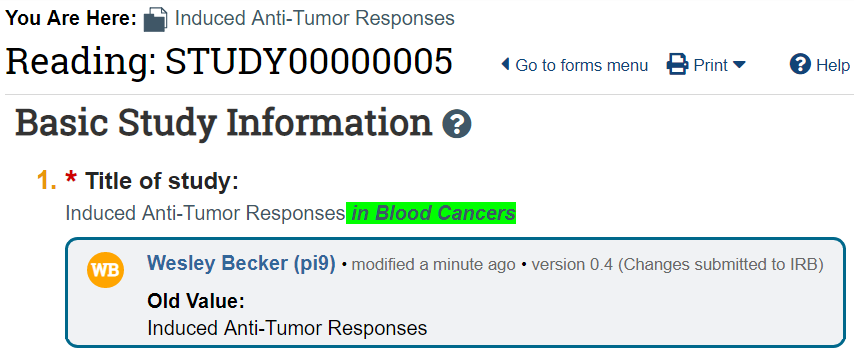 You Are Here: Induced Anti-Tumor Responses
Reading: STUDY00000005 Go to forms menu Print Help
Basic Study Information ?
1. * Title of study:
Induced Anti-Tumor Responses in Blood Cancers
WB Wesley Becker (pi9) • modified a minute ago • version 0.4 (Changes submitted to IRB)
Old Value:
Induced Anti-Tumor Responses